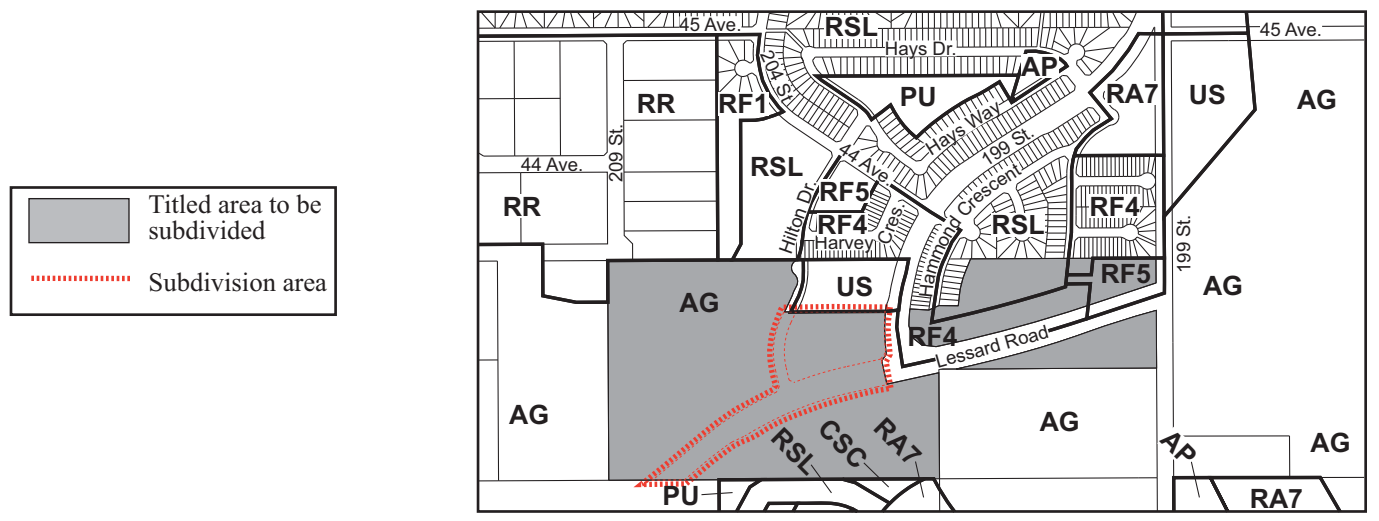 Titled area to be
subdivided
Subdivision area
45 Ave.
RSL
45 Ave.
Hays Dr.
204 St.
AP
RR
RF1
PU
RA7
US
AG
Hays Way
209 St.
199 St.
44 Ave.
RSL
44 Ave.
RR
Hilton Dr.
RF5
RF4
Harvey
Cres.
Hammond Crescent
RSL
RF4
199 St.
AG
US
RF5
AG
RF4
Lessard Road
AG
RSL
CSC
RA7
AG
AP
AG
PU
RA7